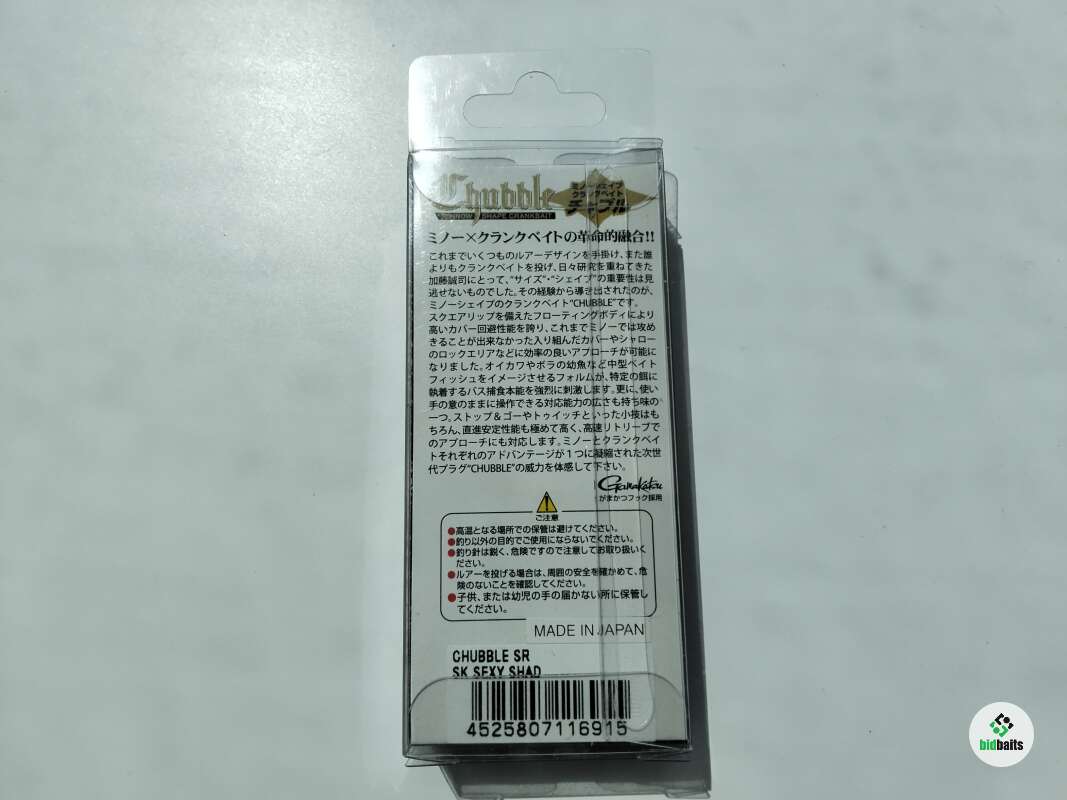 Chubble
ミノーシェイプ
クランクベイト
チャブル
MINNOW SHAPE CRANKBAIT
ミノー×クランクベイトの革命的融合!!
これまでいくつものルアーデザインを手掛け、また誰
よりもクランクベイトを投げ、日々研究を重ねてきた
加藤誠司にとって、“サイズ”・“シェイプ”の重要性は見
逃せないものでした。その経験から導き出されたのが、
ミノーシェイプのクランクベイト“CHUBBLE”です。
スクエアリップを備えたフローティングボディにより
高いカバー回避性能を誇り、これまでミノーでは攻め
きることが出来なかった入り組んだカバーやシャロー
のロックエリアなどに効率の良いアプローチが可能に
なりました。オイカワやボラの幼魚など中型ベイト
フィッシュをイメージさせるフォルムが、特定の餌に
執着するバス捕食本能を強烈に刺激します。更に、使い
手の意のままに操作できる対応能力の広さも持ち味の
一つ。ストップ&ゴーやトゥイッチといった小技はも
ちろん、直進安定性能も極めて高く、高速リトリーブで
のアプローチにも対応します。ミノーとクランクベイ
トそれぞれのアドバンテージが1つに凝縮された次世
代プラグ“CHUBBLE”の威力を体感して下さい。
Gamakatsu
がまかつフック採用
ご注意
●高温となる場所での保管は避けてください。
●釣り以外の目的でご使用にならないでください。
●釣り針は鋭く、危険ですので注意してお取り扱いく
ださい。
●ルアーを投げる場合は、周囲の安全を確かめて、危
険のないことを確認してください。
●子供、または幼児の手の届かない所に保管し
てください。
MADE IN JAPAN
CHUBBLE SR
SK SEXY SHAD
4525807116915
bidbaits